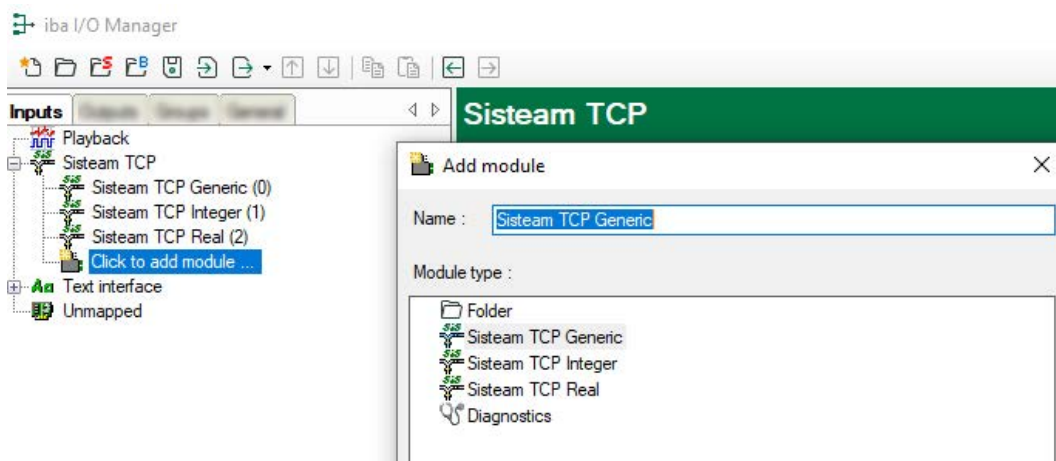 iba I/O Manager
Inputs
Sisteam TCP
Playback
Sisteam TCP
Sisteam TCP Generic (0)
Sisteam TCP Integer (1)
Sisteam TCP Real (2)
Click to add module ...
Text interface
Unmapped
Add module
Name :
Sisteam TCP Generic
Module type :
Folder
Sisteam TCP Generic
Sisteam TCP Integer
Sisteam TCP Real
Diagnostics